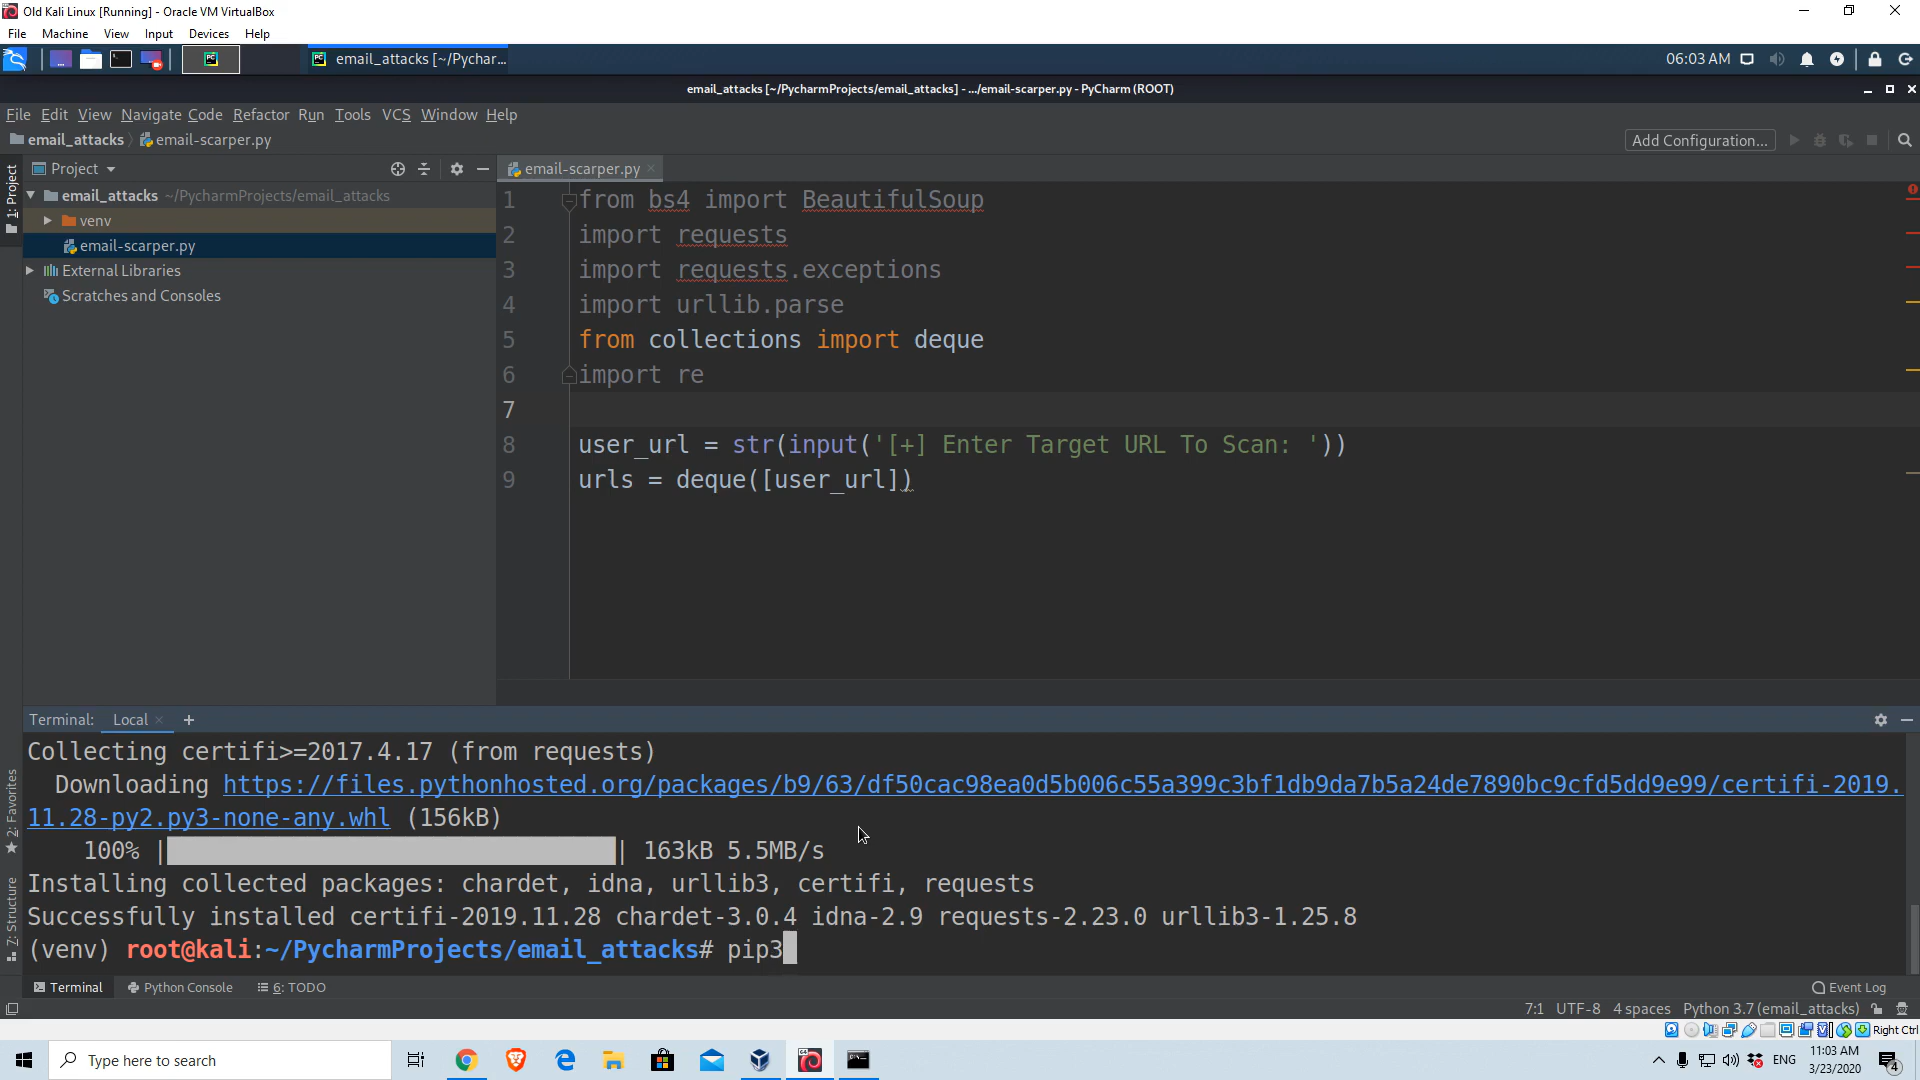 Old Kali Linux [Running] - Oracle VM VirtualBox
File Machine View Input Devices Help
email_attacks [~/Pychar...
06:03 AM
email_attacks [~/PycharmProjects/email_attacks] - .../email-scarper.py - PyCharm (ROOT)
File Edit View Navigate Code Refactor Run Tools VCS Window Help
email_attacks email-scarper.py
Add Configuration...
1: Project
Project
email-scarper.py
email_attacks ~/PycharmProjects/email_attacks
venv
email-scarper.py
External Libraries
Scratches and Consoles
1 from bs4 import BeautifulSoup
2 import requests
3 import requests.exceptions
4 import urllib.parse
5 from collections import deque
6 import re
7
8 user_url = str(input('[+] Enter Target URL To Scan: '))
9 urls = deque([user_url])
Terminal: Local +
Collecting certifi>=2017.4.17 (from requests)
Downloading https://files.pythonhosted.org/packages/b9/63/df50cac98ea0d5b006c55a399c3bf1db9da7b5a24de7890bc9cfd5dd9e99/certifi-2019.
11.28-py2.py3-none-any.whl (156kB)
100% | | 163kB 5.5MB/s
Installing collected packages: chardet, idna, urllib3, certifi, requests
Successfully installed certifi-2019.11.28 chardet-3.0.4 idna-2.9 requests-2.23.0 urllib3-1.25.8
(venv) root@kali:~/PycharmProjects/email_attacks# pip3
2: Favorites
7: Structure
Terminal Python Console 6: TODO
Event Log
7:1 UTF-8 4 spaces Python 3.7 (email_attacks)
Right Ctrl
Type here to search
ENG
11:03 AM
3/23/2020
4